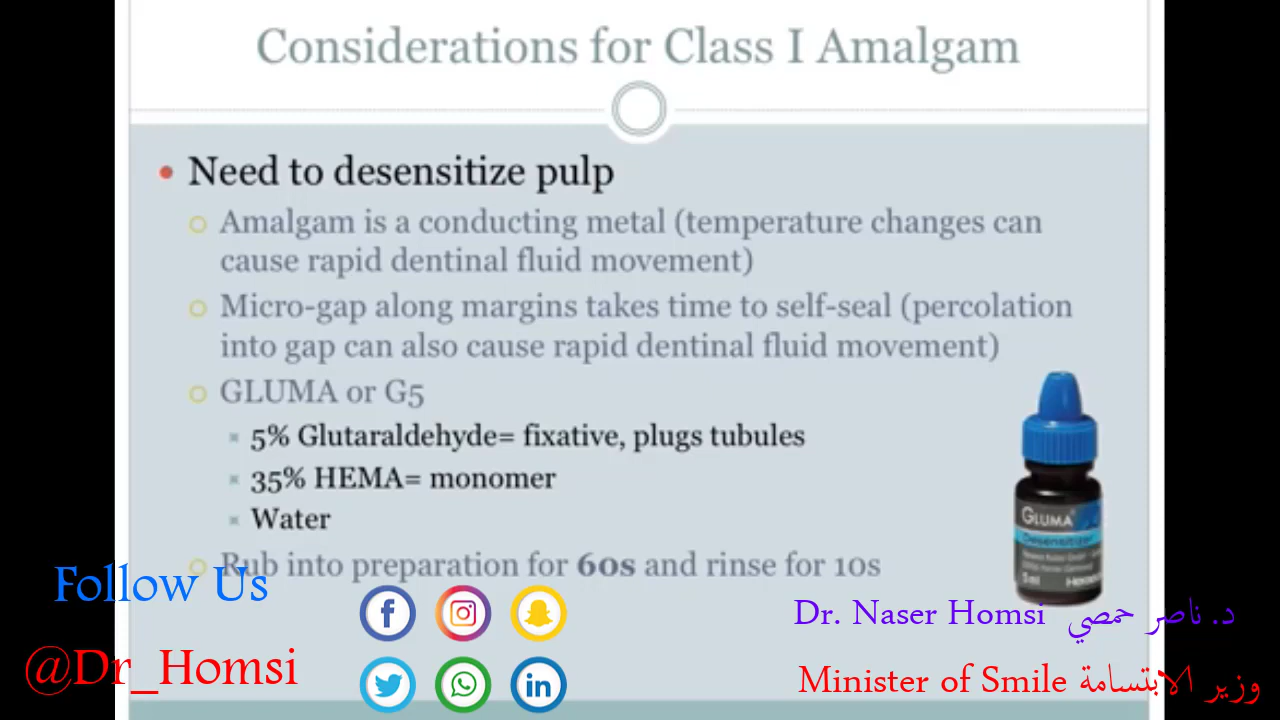 Considerations for Class I Amalgam
Need to desensitize pulp
Amalgam is a conducting metal (temperature changes can
cause rapid dentinal fluid movement)
Micro-gap along margins takes time to self-seal (percolation
into gap can also cause rapid dentinal fluid movement)
GLUMA or G5
5% Glutaraldehyde= fixative, plugs tubules
35% HEMA= monomer
Water
Rub into preparation for 60s and rinse for 10s
GLUMA
Desensitizer
5ml
Follow Us
@Dr_Homsi
Dr. Naser Homsi د. ناصر حمصي
Minister of Smile وزير الابتسامة